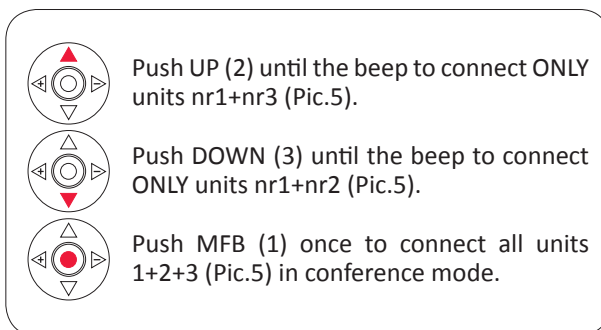 Push UP (2) until the beep to connect ONLY
units nr1+nr3 (Pic.5).
Push DOWN (3) until the beep to connect
ONLY units nr1+nr2 (Pic.5).
Push MFB (1) once to connect all units
1+2+3 (Pic.5) in conference mode.